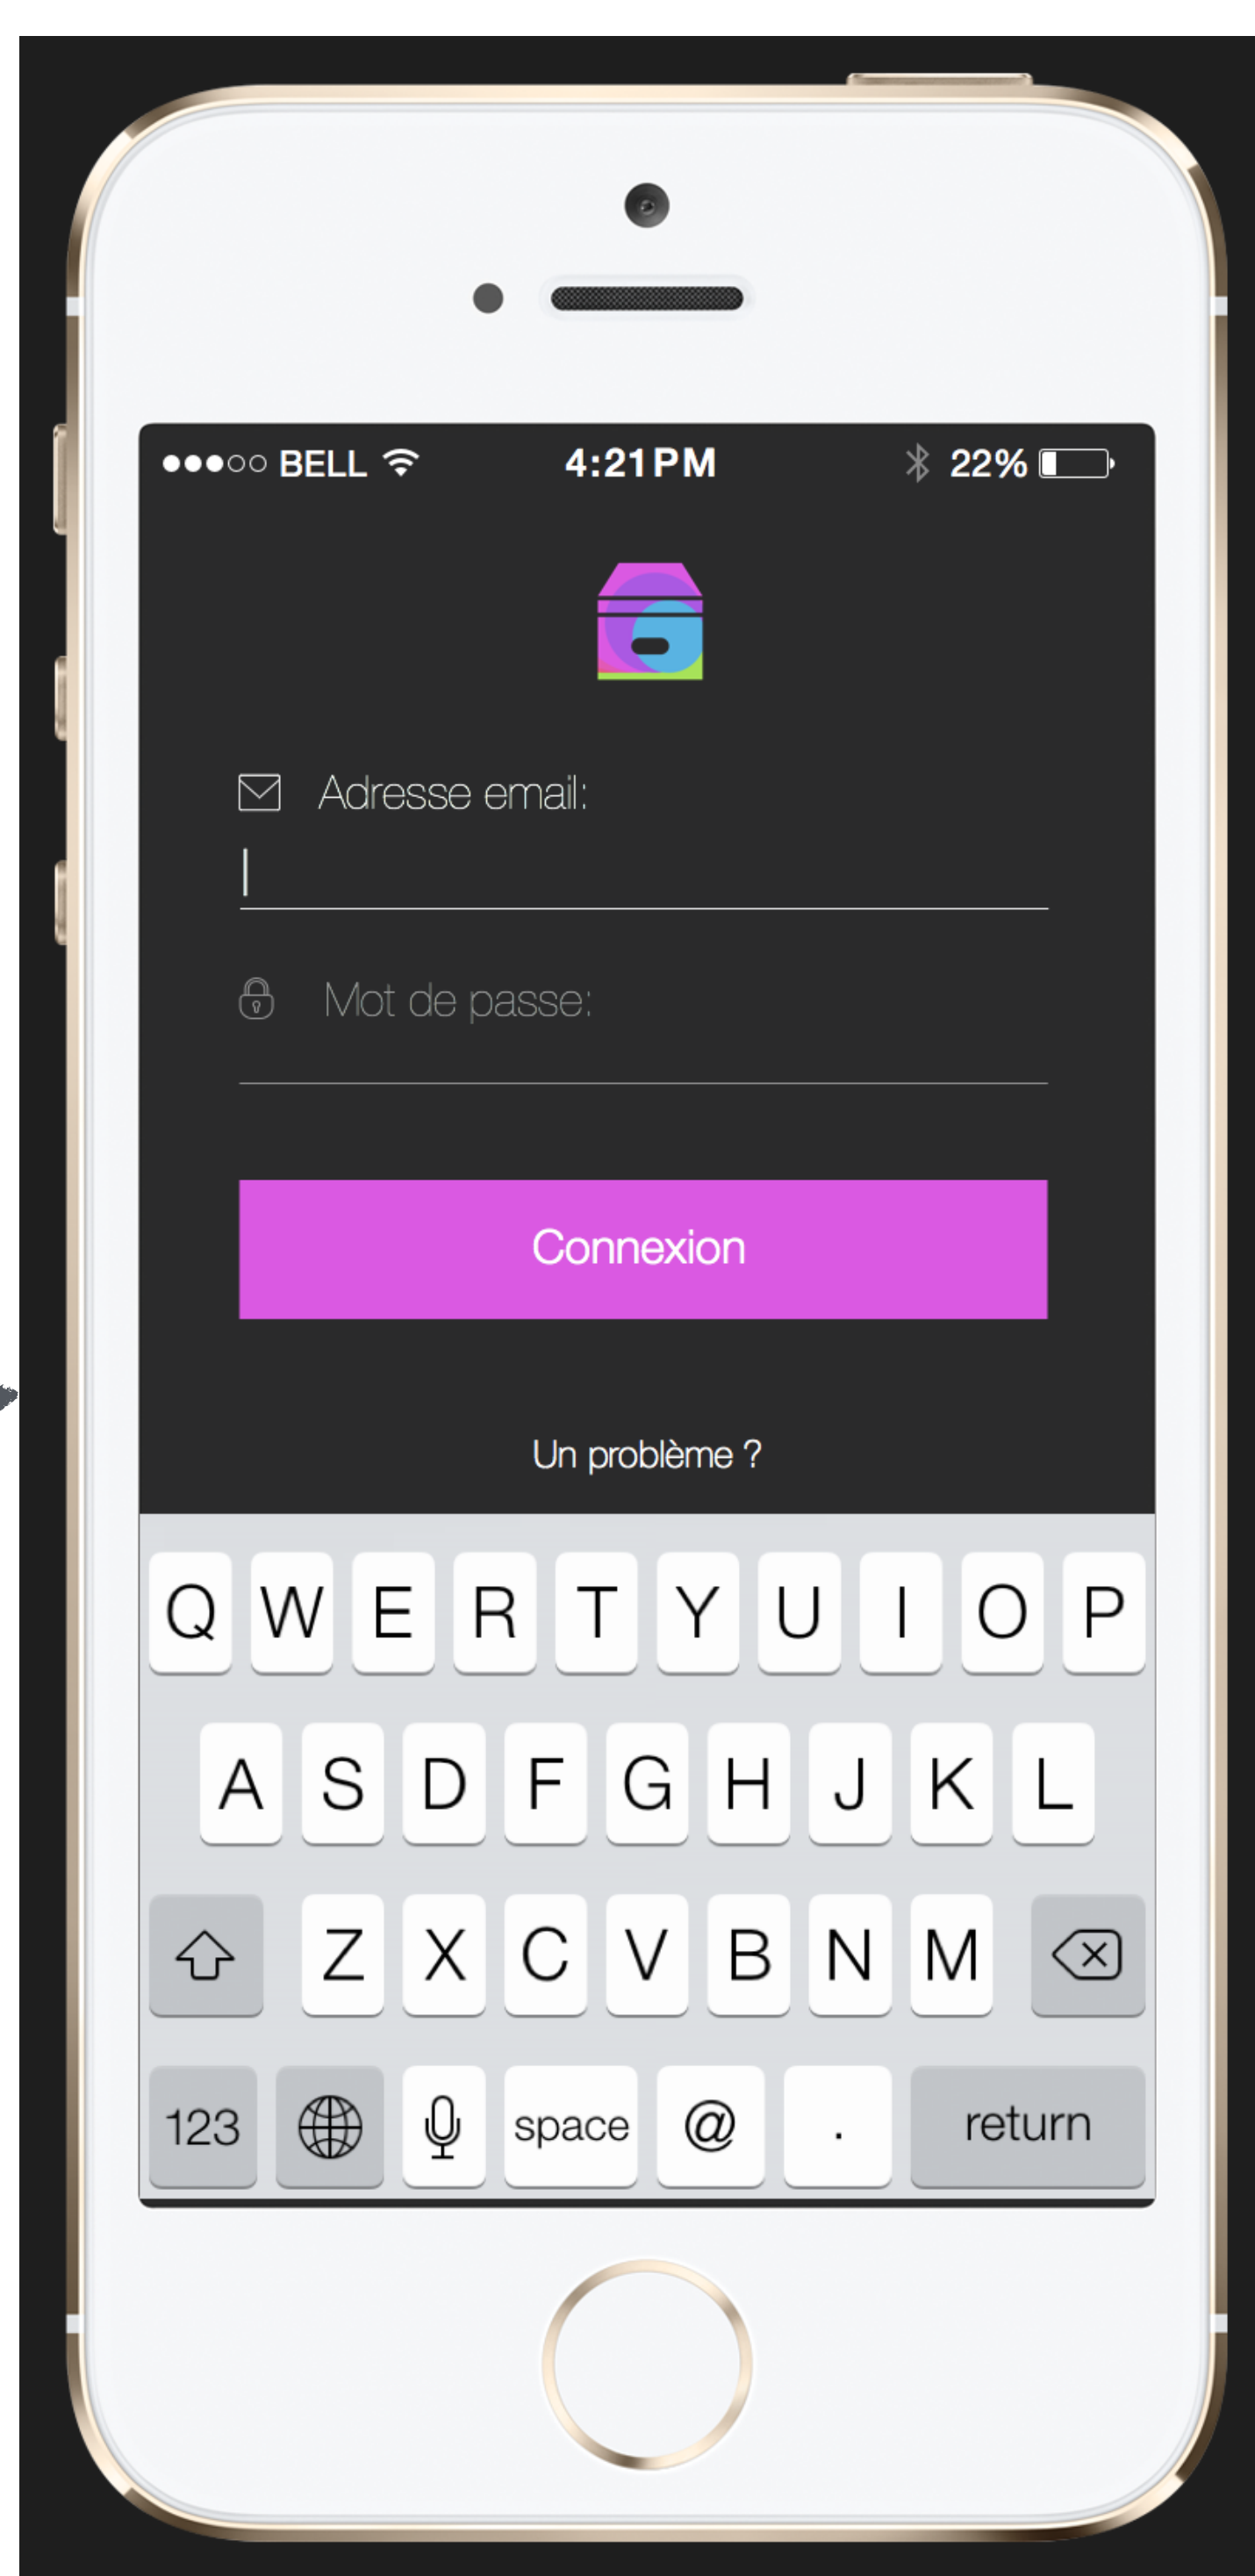 BELL 4:21 PM 22%
Adresse email:
Mot de passe:
Connexion
Un problème ?
Q W E R T Y U I O P
A S D F G H J K L
Z X C V B N M
123 space @ . return